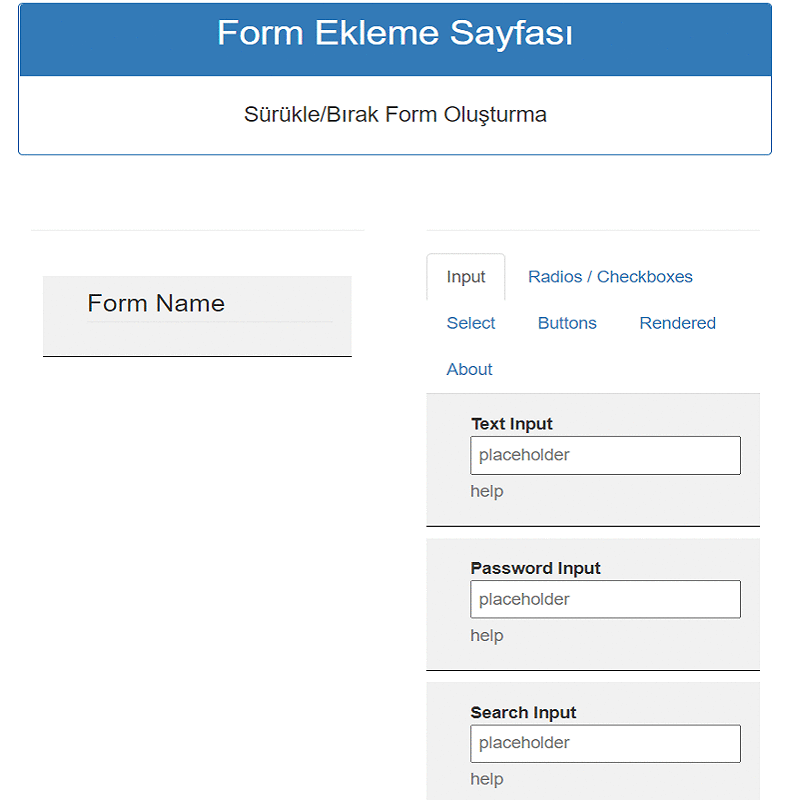 Form Ekleme Sayfası
Sürükle/Bırak Form Oluşturma
Form Name
Input
Radios / Checkboxes
Select
Buttons
Rendered
About
Text Input
placeholder
help
Password Input
placeholder
help
Search Input
placeholder
help